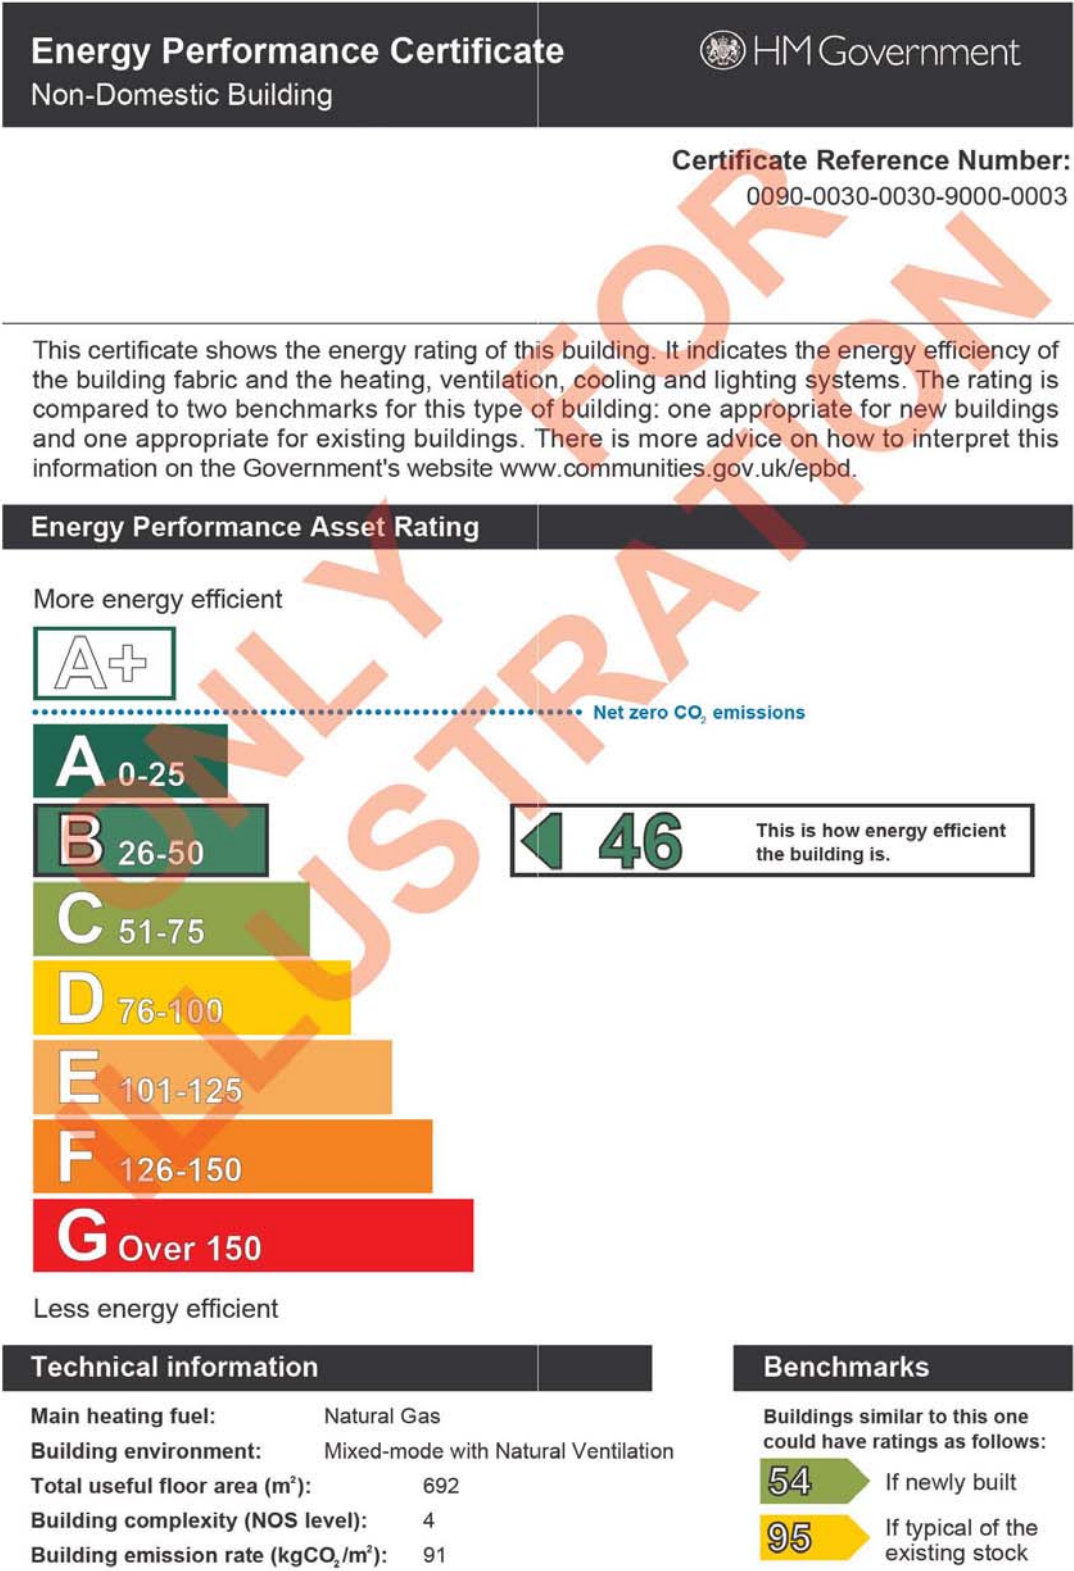 Energy Performance Certificate
Non-Domestic Building
HM Government
Certificate Reference Number:
0090-0030-0030-9000-0003
This certificate shows the energy rating of this building. It indicates the energy efficiency of
the building fabric and the heating, ventilation, cooling and lighting systems. The rating is
compared to two benchmarks for this type of building: one appropriate for new buildings
and one appropriate for existing buildings. There is more advice on how to interpret this
information on the Government's website www.communities.gov.uk/epbd.
Energy Performance Asset Rating
More energy efficient
A+
Net zero CO₂ emissions
A 0-25
B 26-50
46
This is how energy efficient
the building is.
C 51-75
D 76-100
E 101-125
F 126-150
G Over 150
Less energy efficient
ONLY FOR
ILLUSTRATION
Technical information
Main heating fuel: Natural Gas
Building environment: Mixed-mode with Natural Ventilation
Total useful floor area (m²): 692
Building complexity (NOS level): 4
Building emission rate (kgCO₂/m²): 91
Benchmarks
Buildings similar to this one
could have ratings as follows:
54 If newly built
95 If typical of the
existing stock